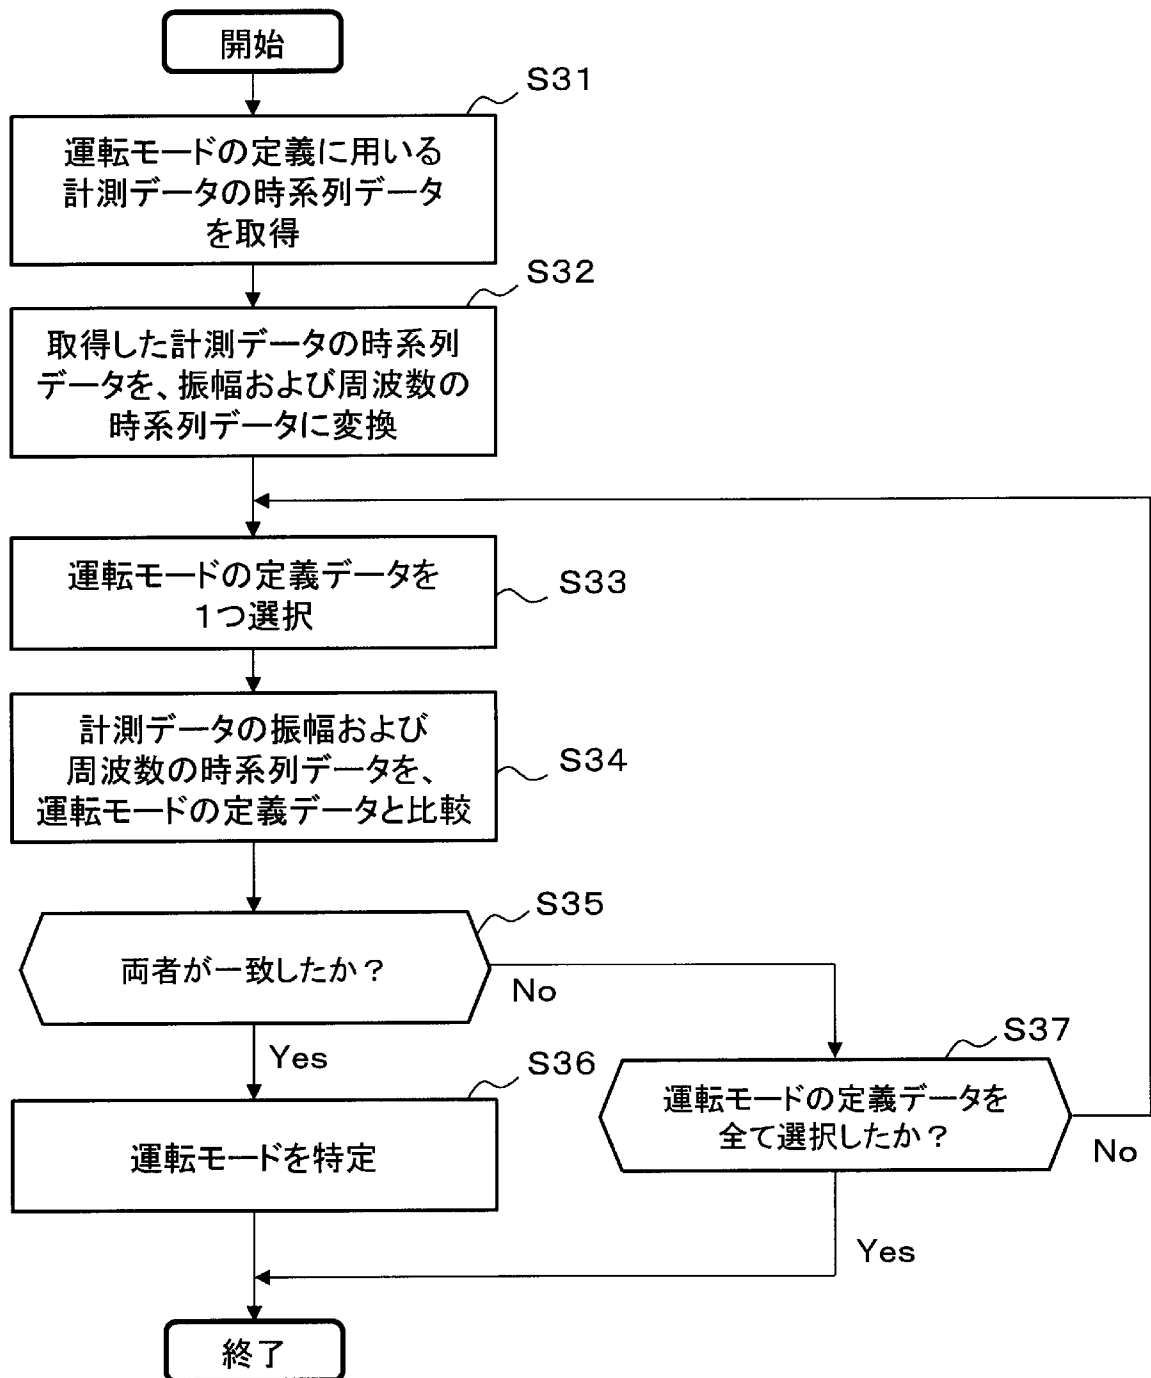 開始
S31
運転モードの定義に用いる
計測データの時系列データ
を取得
S32
取得した計測データの時系列
データを、振幅および周波数の
時系列データに変換
運転モードの定義データを
1つ選択
S33
計測データの振幅および
周波数の時系列データを、
運転モードの定義データと比較
S34
S35
両者が一致したか？
No
Yes
S36
運転モードを特定
S37
運転モードの定義データを
全て選択したか？
No
Yes
終了